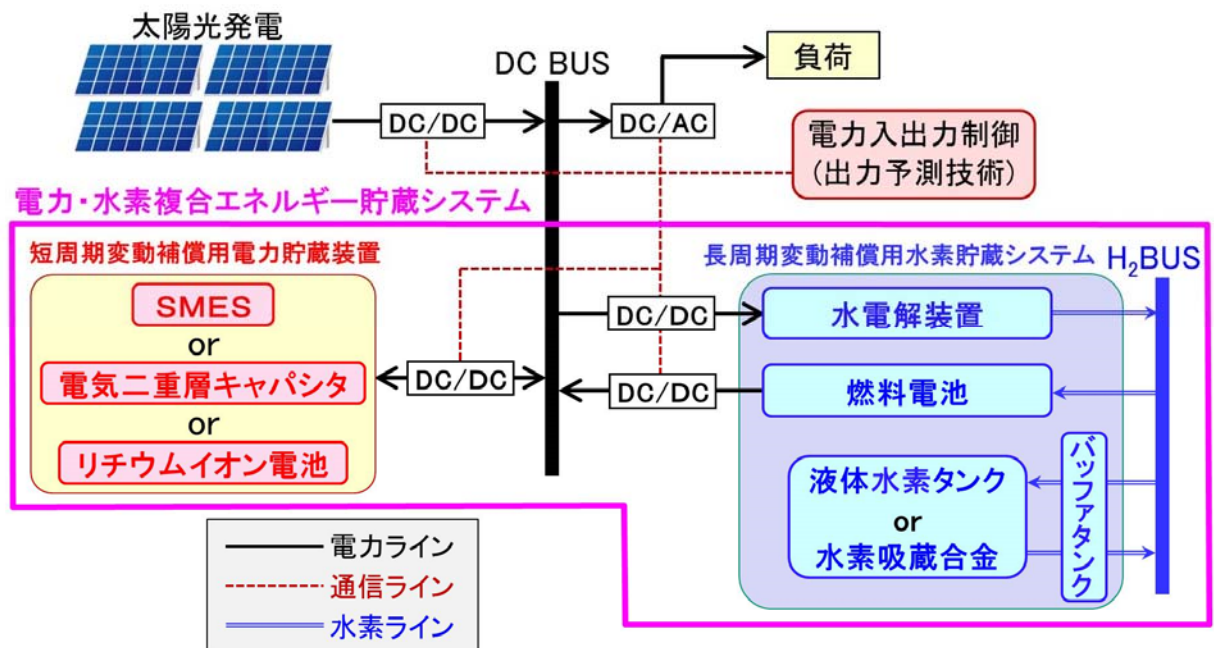 太陽光発電
DC BUS
負荷
DC/DC
DC/AC
電力入出力制御
(出力予測技術)
電力・水素複合エネルギー貯蔵システム
短周期変動補償用電力貯蔵装置
SMES
or
電気二重層キャパシタ
or
リチウムイオン電池
DC/DC
長周期変動補償用水素貯蔵システム
H₂BUS
DC/DC
水電解装置
DC/DC
燃料電池
液体水素タンク
or
水素吸蔵合金
バッファタンク
電力ライン
通信ライン
水素ライン